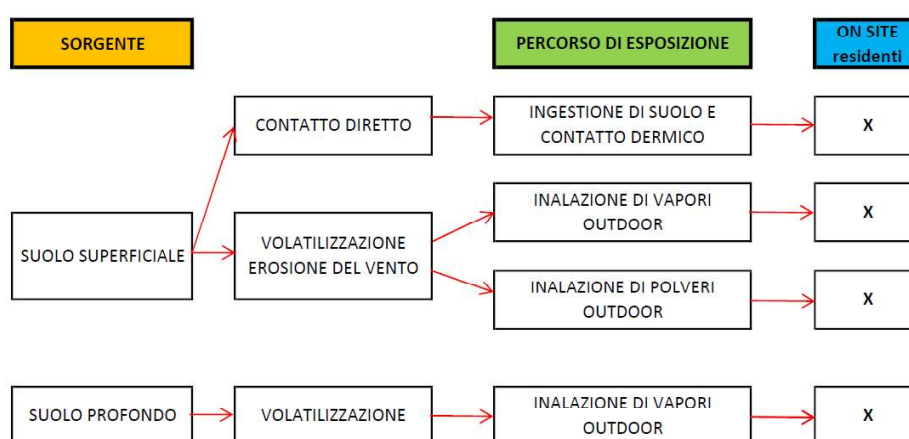 SORGENTE
PERCORSO DI ESPOSIZIONE
ON SITE
residenti
CONTATTO DIRETTO
INGESTIONE DI SUOLO E
CONTATTO DERMICO
X
SUOLO SUPERFICIALE
VOLATILIZZAZIONE
EROSIONE DEL VENTO
INALAZIONE DI VAPORI
OUTDOOR
X
INALAZIONE DI POLVERI
OUTDOOR
X
SUOLO PROFONDO
VOLATILIZZAZIONE
INALAZIONE DI VAPORI
OUTDOOR
X